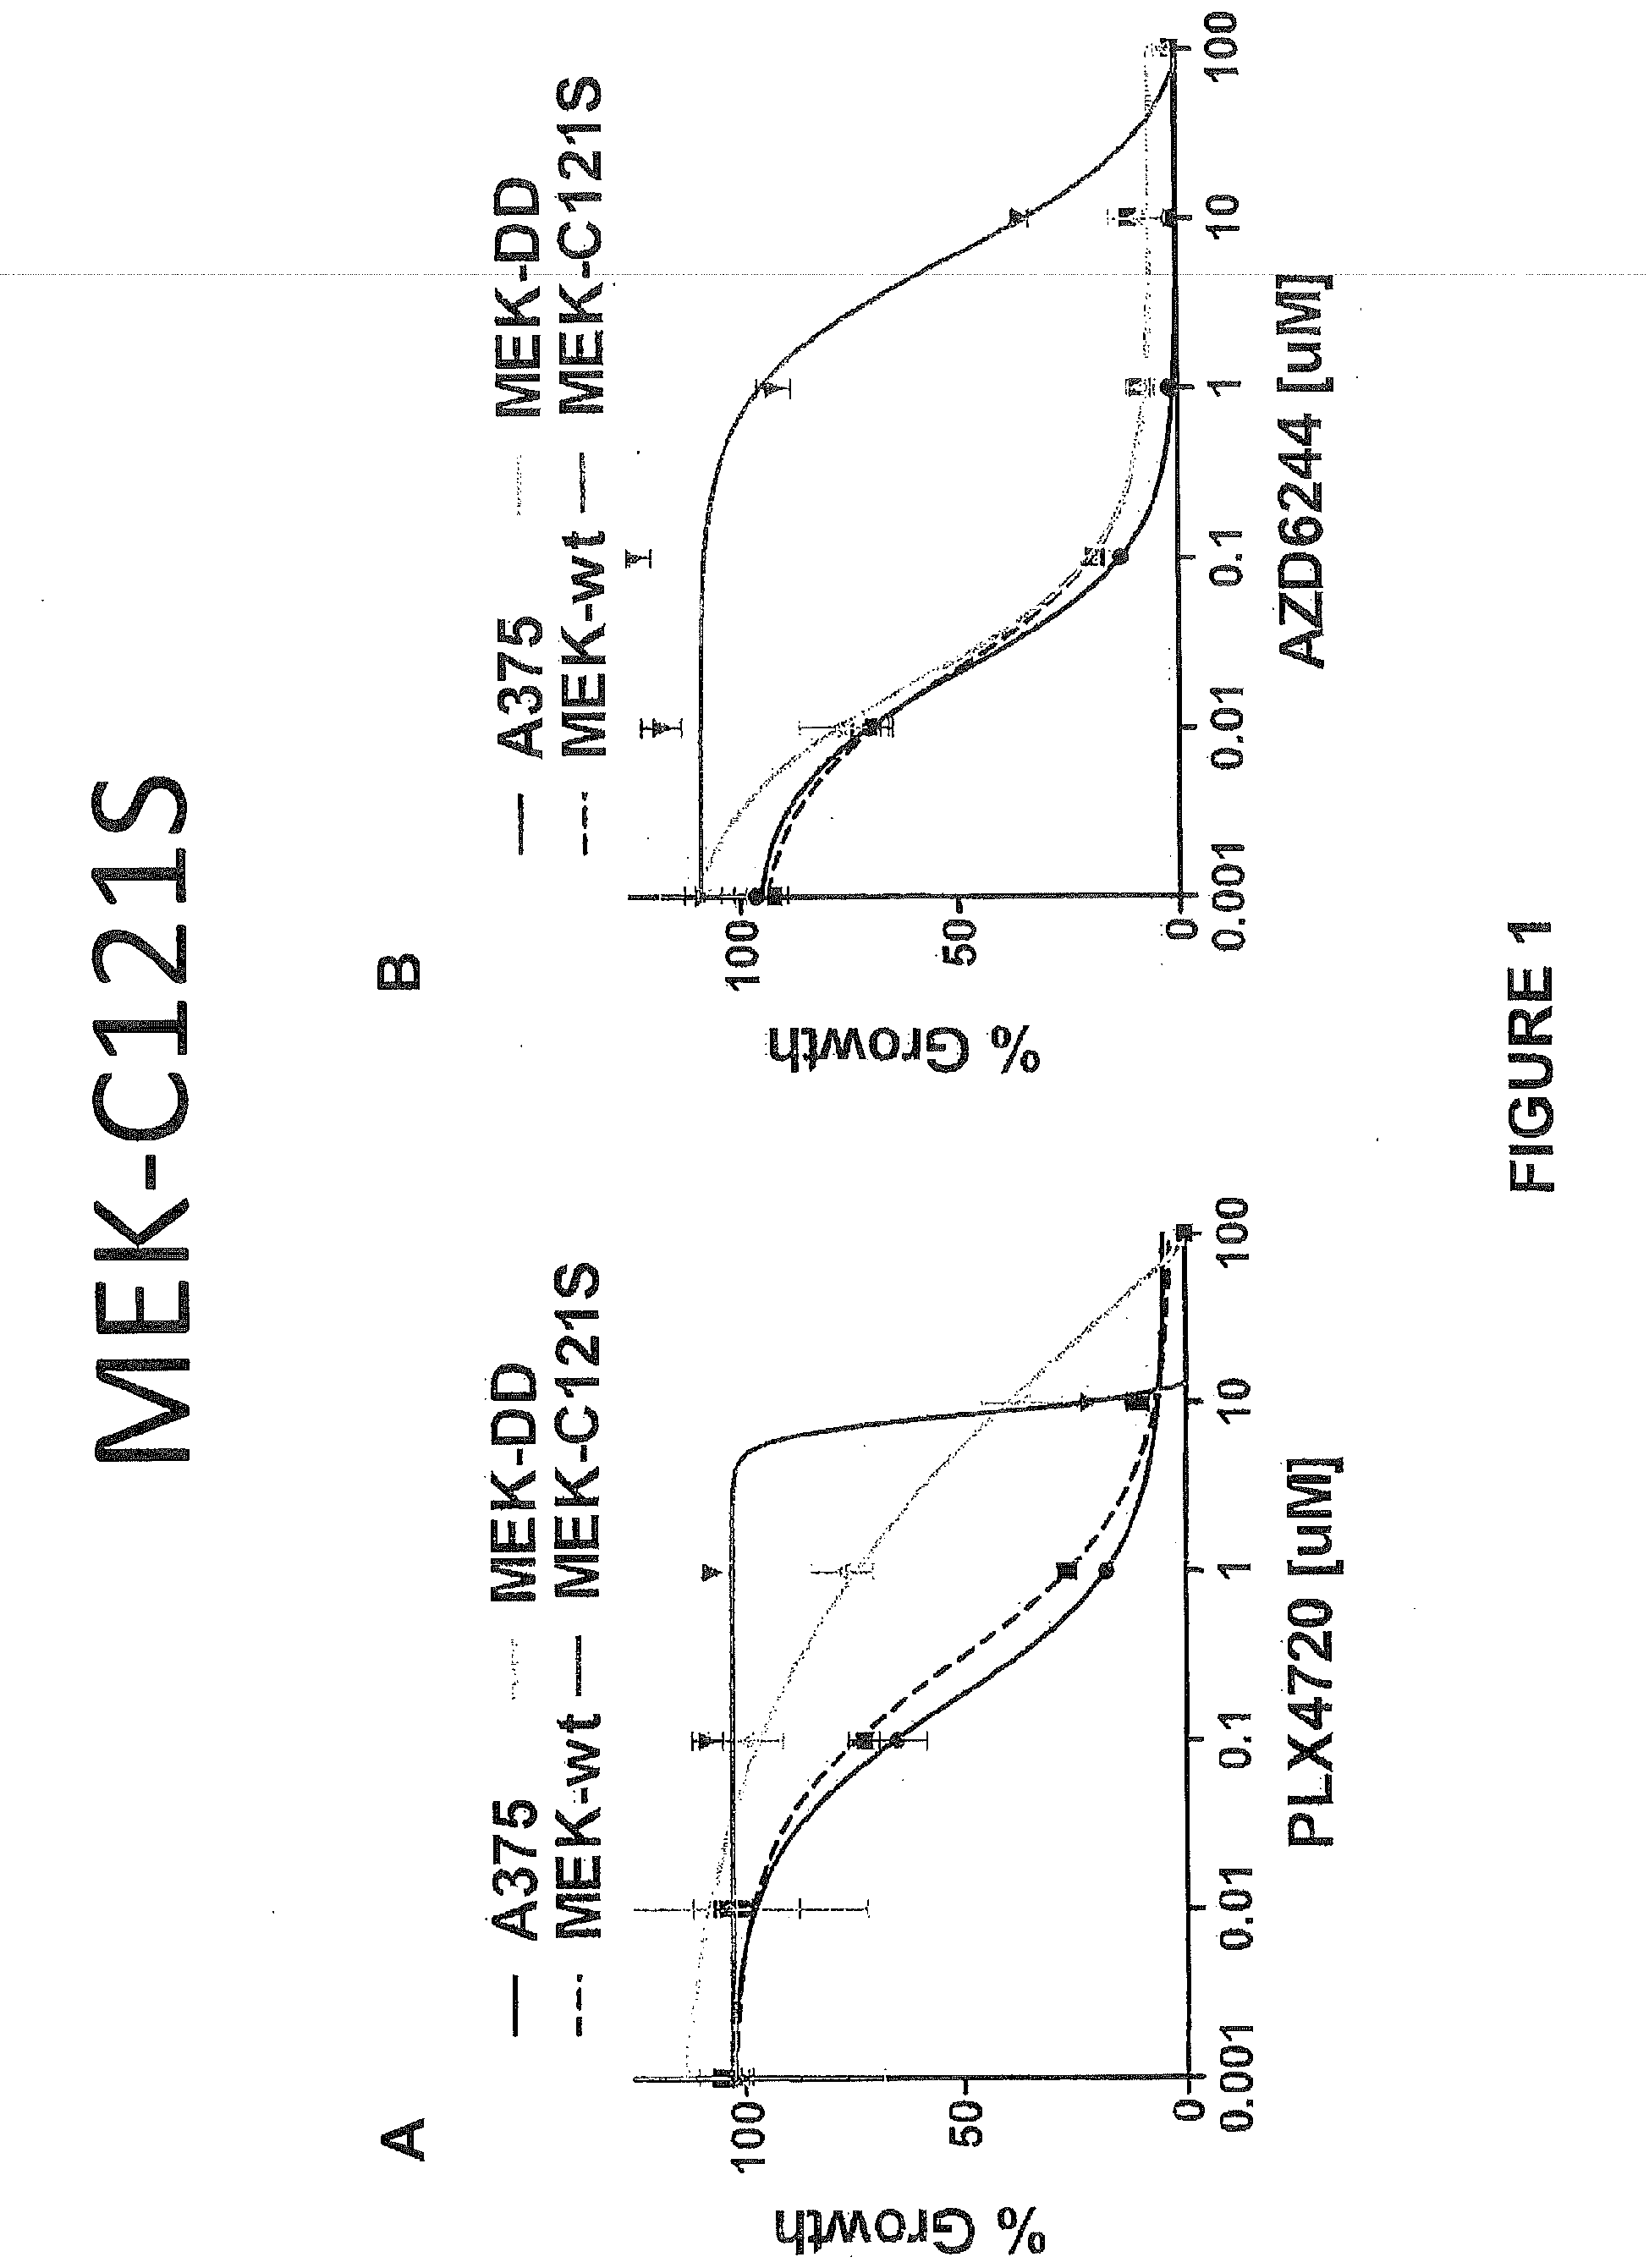 MEK-C121S
A
A375 MEK-DD
MEK-wt MEK-C121S
% Growth
100
50
0
0.001 0.01 0.1 1 10 100
PLX4720 [uM]
B
A375 MEK-DD
MEK-wt MEK-C121S
% Growth
100
50
0
0.001 0.01 0.1 1 10 100
AZD6244 [uM]
FIGURE 1